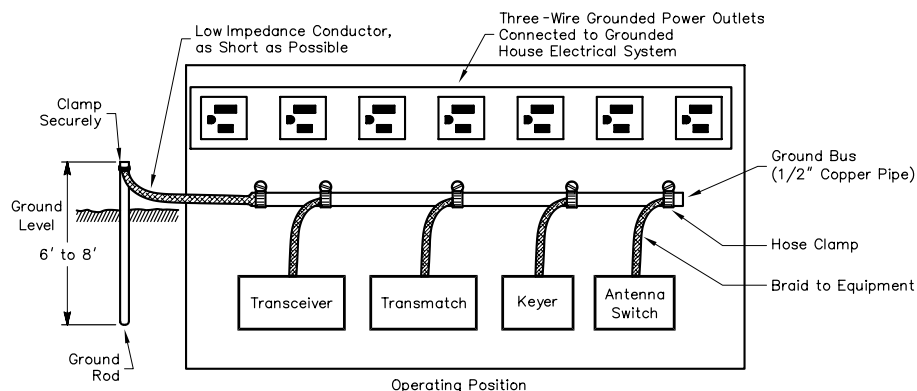 Low Impedance Conductor,
as Short as Possible
Three-Wire Grounded Power Outlets
Connected to Grounded
House Electrical System
Clamp
Securely
Ground
Level
6' to 8'
Ground
Rod
Ground Bus
(1/2" Copper Pipe)
Hose Clamp
Braid to Equipment
Transceiver
Transmatch
Keyer
Antenna
Switch
Operating Position